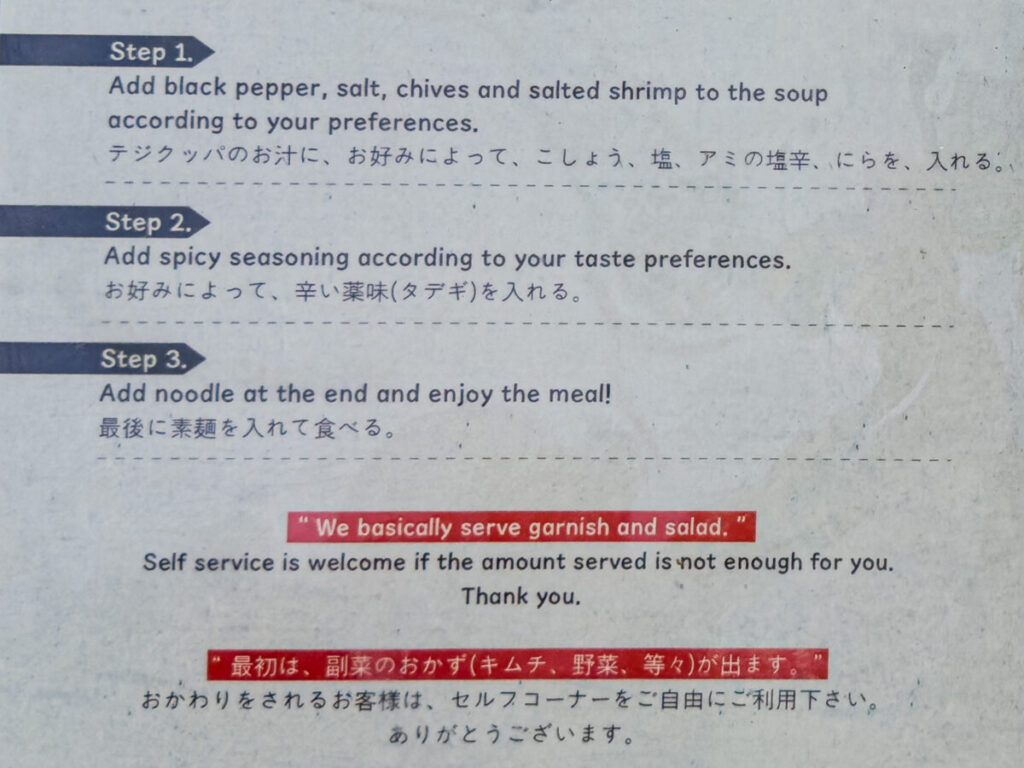 Step 1.
Add black pepper, salt, chives and salted shrimp to the soup
according to your preferences.
テジクッパのお汁に、お好みによって、こしょう、塩、アミの塩辛、にらを、入れる。
Step 2.
Add spicy seasoning according to your taste preferences.
お好みによって、辛い薬味(タデギ)を入れる。
Step 3.
Add noodle at the end and enjoy the meal!
最後に素麺を入れて食べる。
“ We basically serve garnish and salad. ”
Self service is welcome if the amount served is not enough for you.
Thank you.
“ 最初は、副菜のおかず(キムチ、野菜、等々)が出ます。”
おかわりをされるお客様は、セルフコーナーをご自由にご利用下さい。
ありがとうございます。